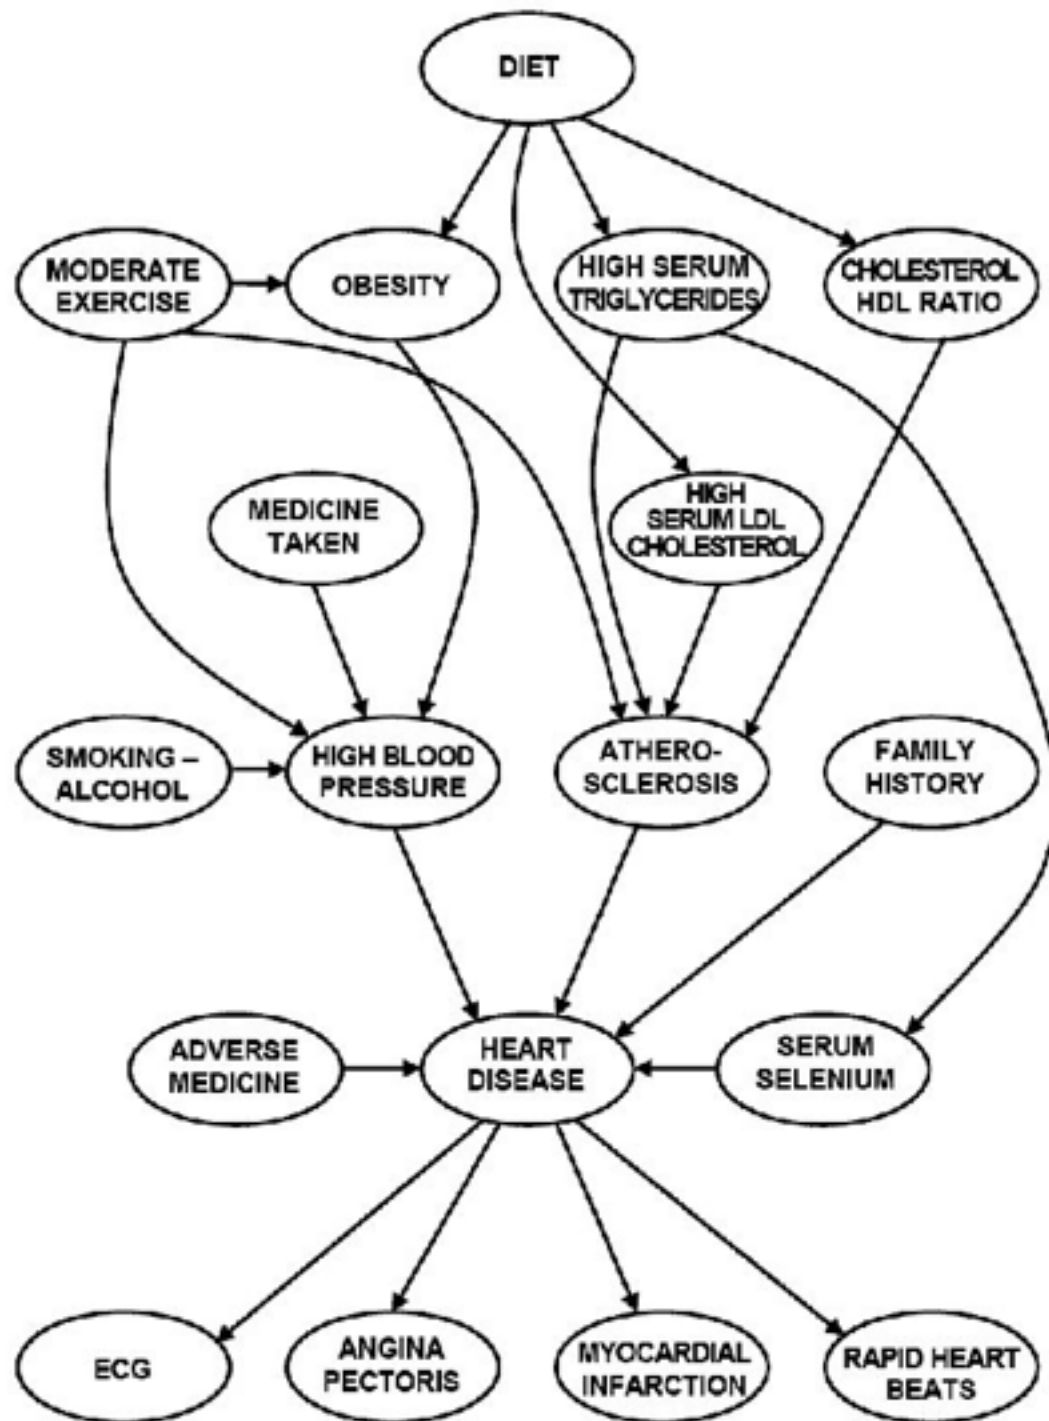 DIET
MODERATE
EXERCISE
OBESITY
HIGH SERUM
TRIGLYCERIDES
CHOLESTEROL
HDL RATIO
MEDICINE
TAKEN
HIGH
SERUM LDL
CHOLESTEROL
SMOKING –
ALCOHOL
HIGH BLOOD
PRESSURE
ATHERO-
SCLEROSIS
FAMILY
HISTORY
ADVERSE
MEDICINE
HEART
DISEASE
SERUM
SELENIUM
ECG
ANGINA
PECTORIS
MYOCARDIAL
INFARCTION
RAPID HEART
BEATS